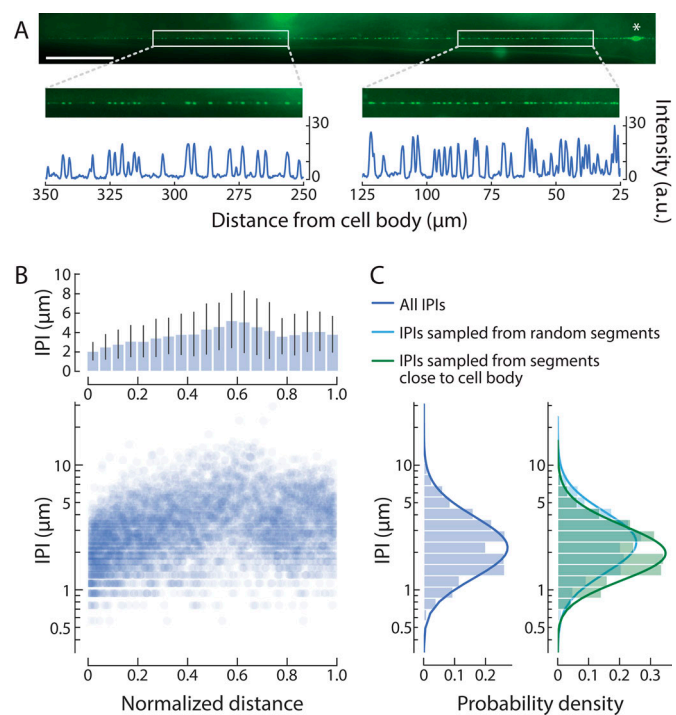 A
*
30
0
30
0
Intensity (a.u.)
350 325 300 275 250
125 100 75 50 25
Distance from cell body (μm)
B
C
10
8
6
4
2
0
IPI (μm)
0 0.2 0.4 0.6 0.8 1.0
All IPIs
IPIs sampled from random segments
IPIs sampled from segments
close to cell body
10
5
1
0.5
IPI (μm)
0 0.2 0.4 0.6 0.8 1.0
Normalized distance
10
5
1
0.5
IPI (μm)
0 0.1 0.2
10
5
1
0.5
0 0.1 0.2 0.3
Probability density